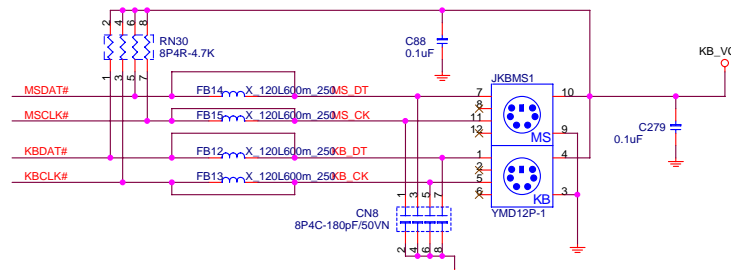 2 4 6 8
RN30
8P4R-4.7K
1 3 5 7
C88
0.1uF
KB_VC
JKBMS1
MSDAT#
FB14
X_120L600m_250
MS_DT
7
10
8
MSCLK#
FB15
X_120L600m_250
MS_CK
11
12
MS
9
C279
0.1uF
KBDAT#
FB12
X_120L600m_250
KB_DT
1
4
2
KBCLK#
FB13
X_120L600m_250
KB_CK
5
6
KB
3
YMD12P-1
1 3 5 7
CN8
8P4C-180pF/50VN
2 4 6 8